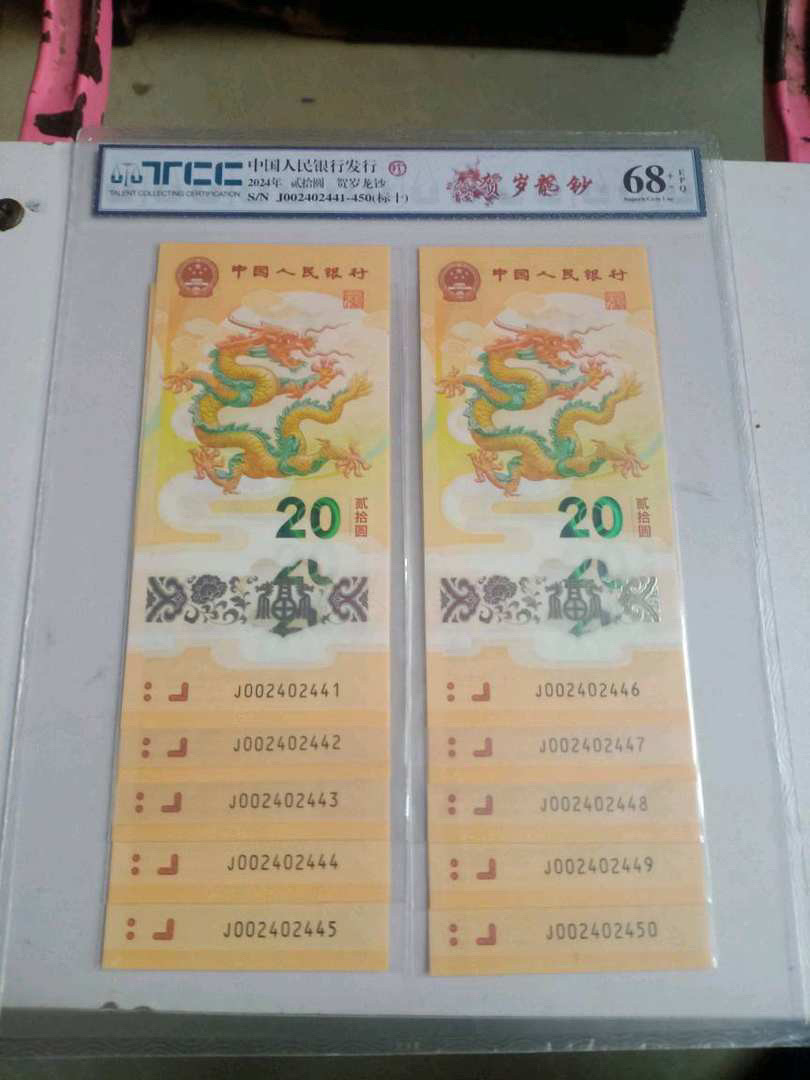 TCC
TALENT COLLECTING CERTIFICATION
中国人民银行发行
2024年 贰拾圆 贺岁龙钞
S/N J002402441-450(标十)
贺岁龙钞
68
EPQ
中国人民银行
20
贰拾圆
J002402441
J002402442
J002402443
J002402444
J002402445
中国人民银行
20
贰拾圆
J002402446
J002402447
J002402448
J002402449
J002402450